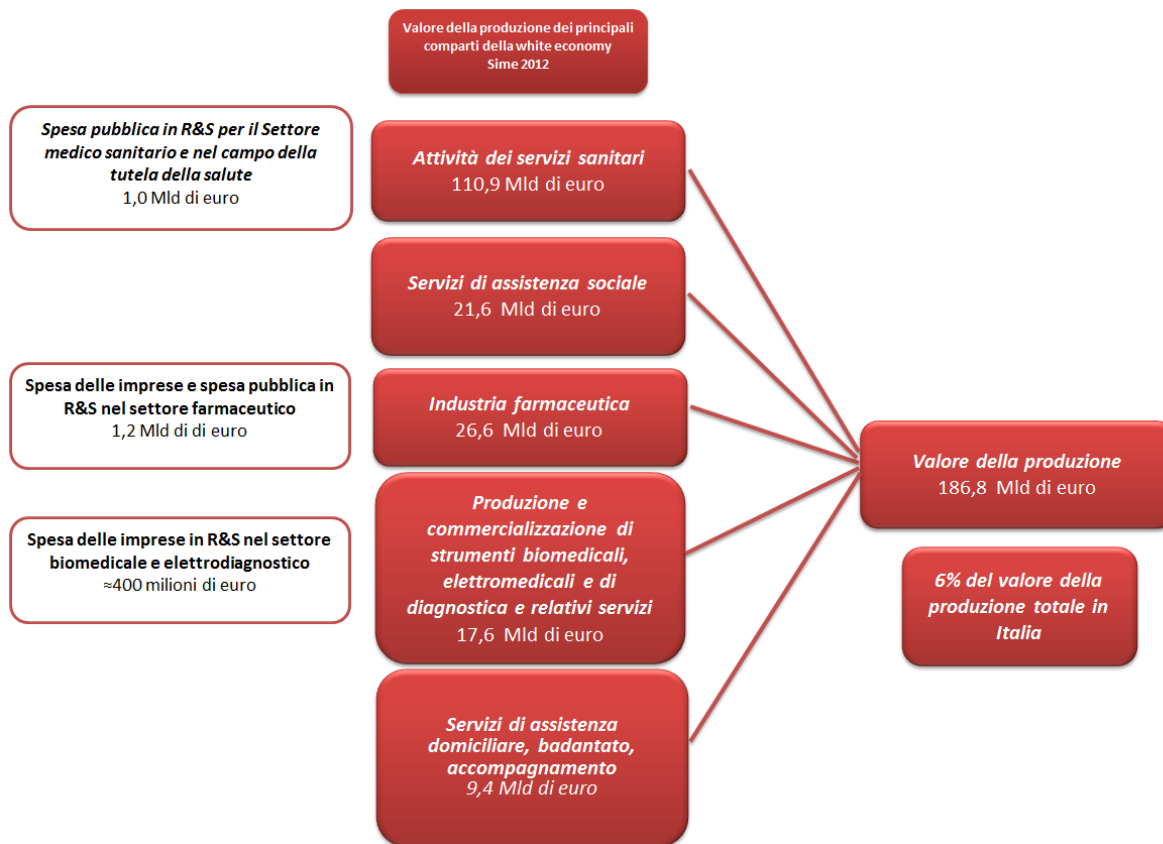 Valore della produzione dei principali
comparti della white economy
Sime 2012
Spesa pubblica in R&S per il Settore
medico sanitario e nel campo della
tutela della salute
1,0 Mld di euro
Attività dei servizi sanitari
110,9 Mld di euro
Servizi di assistenza sociale
21,6 Mld di euro
Spesa delle imprese e spesa pubblica in
R&S nel settore farmaceutico
1,2 Mld di di euro
Industria farmaceutica
26,6 Mld di euro
Spesa delle imprese in R&S nel settore
biomedicale e elettrodiagnostico
≈400 milioni di euro
Produzione e
commercializzazione di
strumenti biomedicali,
elettromedicali e di
diagnostica e relativi servizi
17,6 Mld di euro
Servizi di assistenza
domiciliare, badantato,
accompagnamento
9,4 Mld di euro
Valore della produzione
186,8 Mld di euro
6% del valore della
produzione totale in
Italia